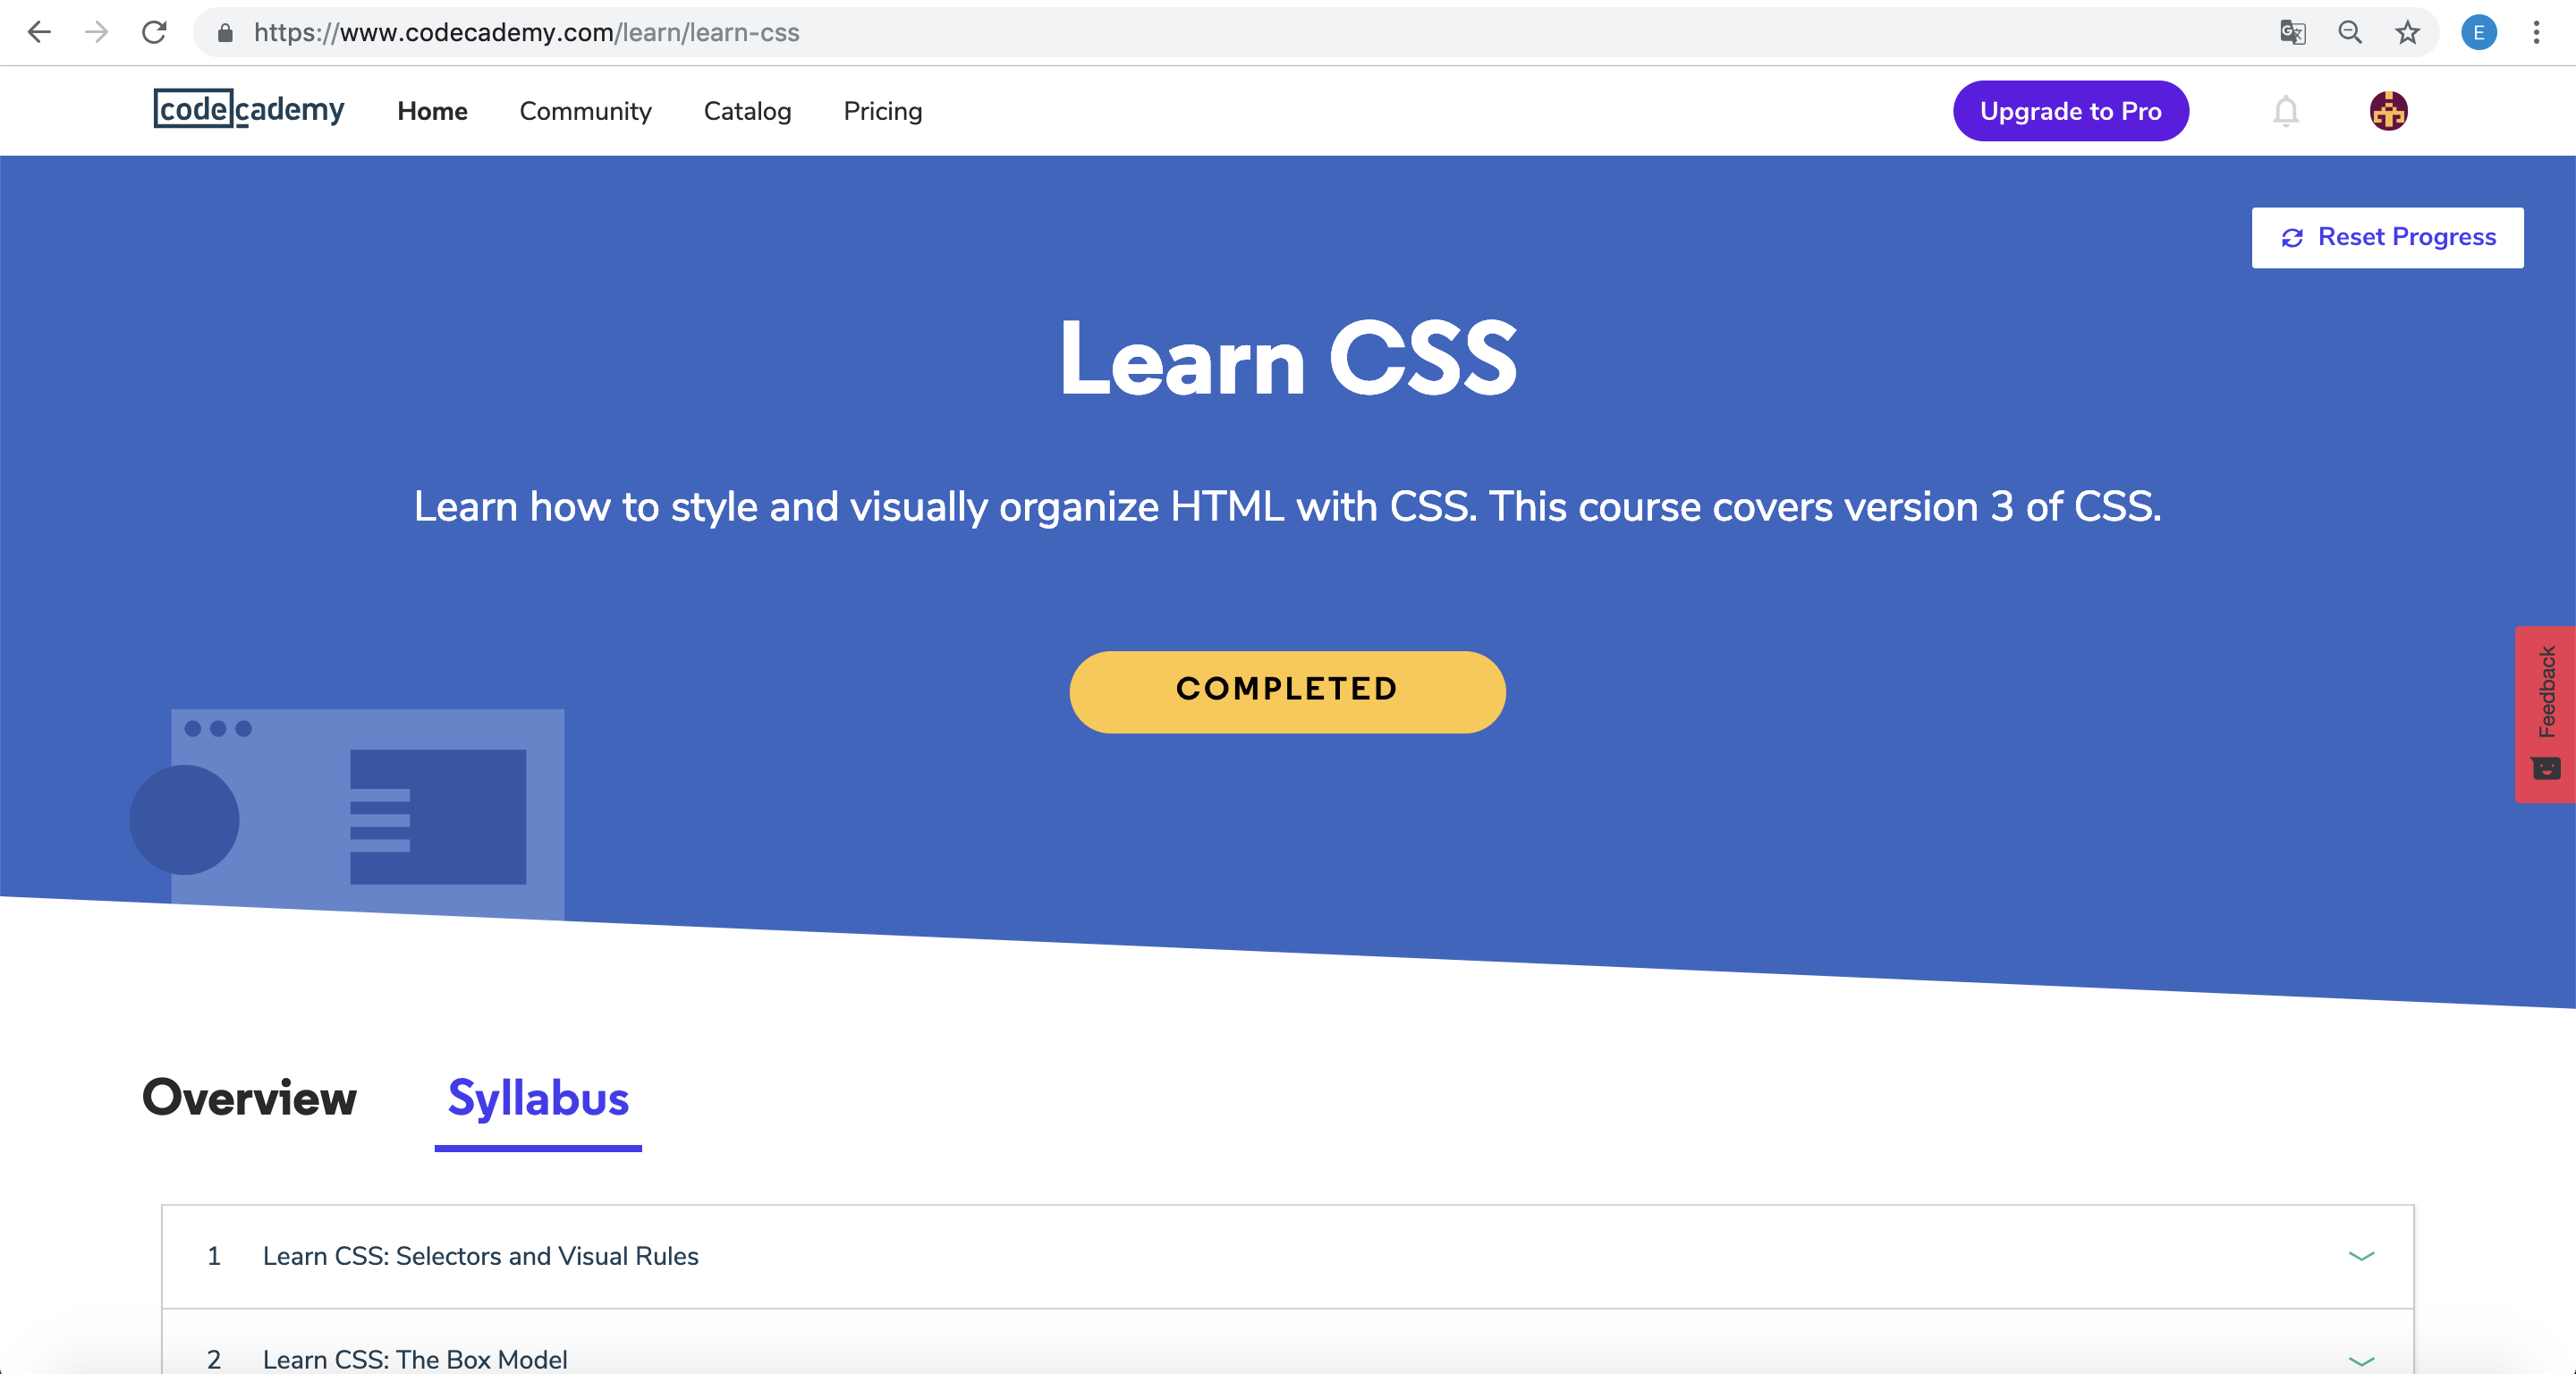 https://www.codecademy.com/learn/learn-css
E
codecademy Home Community Catalog Pricing Upgrade to Pro
Reset Progress
Learn CSS
Learn how to style and visually organize HTML with CSS. This course covers version 3 of CSS.
COMPLETED
Feedback
Overview Syllabus
1 Learn CSS: Selectors and Visual Rules
2 Learn CSS: The Box Model